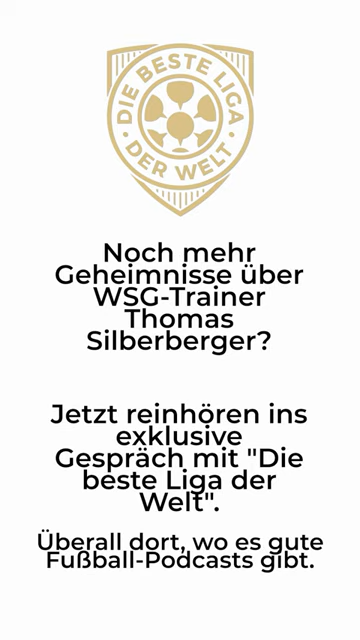 DIE BESTE LIGA
DER WELT
Noch mehr
Geheimnisse über
WSG-Trainer
Thomas
Silberberger?
Jetzt reinhören ins
exklusive
Gespräch mit "Die
beste Liga der
Welt".
Überall dort, wo es gute
Fußball-Podcasts gibt.